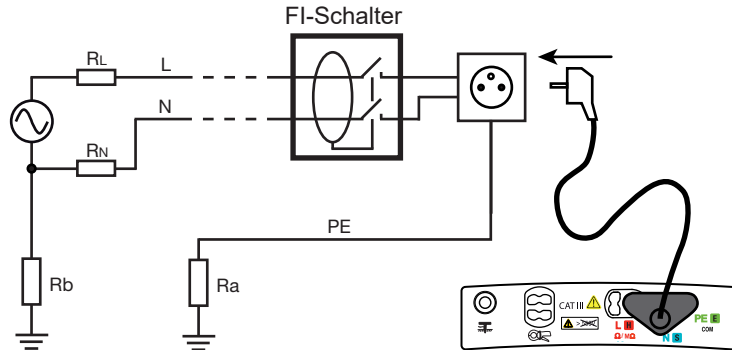 FI-Schalter
RL
L
N
RN
PE
Rb
Ra
CAT III
L H
PE E
Ω/MΩ
N S
COM